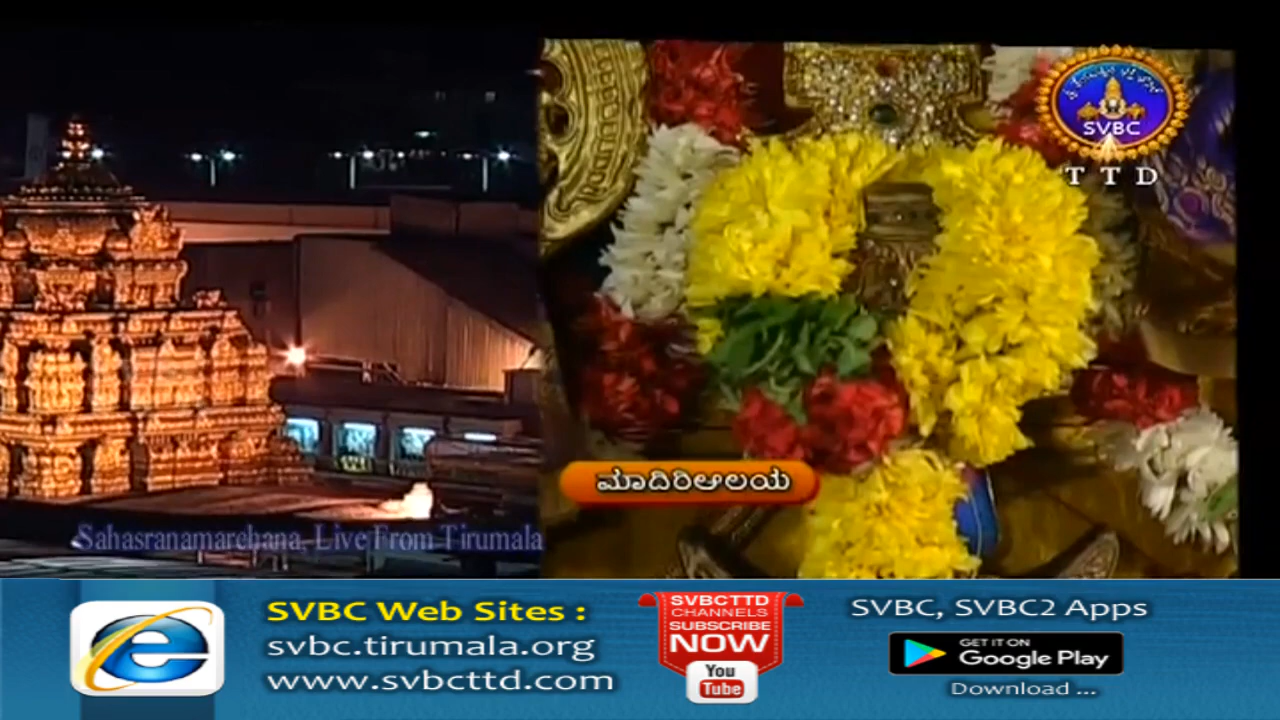 SVBC
T T D
ಮಾದಿರಿಆಲಯ
Sahasranamarchana, Live From Tirumala
SVBC Web Sites :
svbc.tirumala.org
www.svbcttd.com
SVBCTTD
CHANNELS
SUBSCRIBE
NOW
You
Tube
SVBC, SVBC2 Apps
GET IT ON
Google Play
Download ...